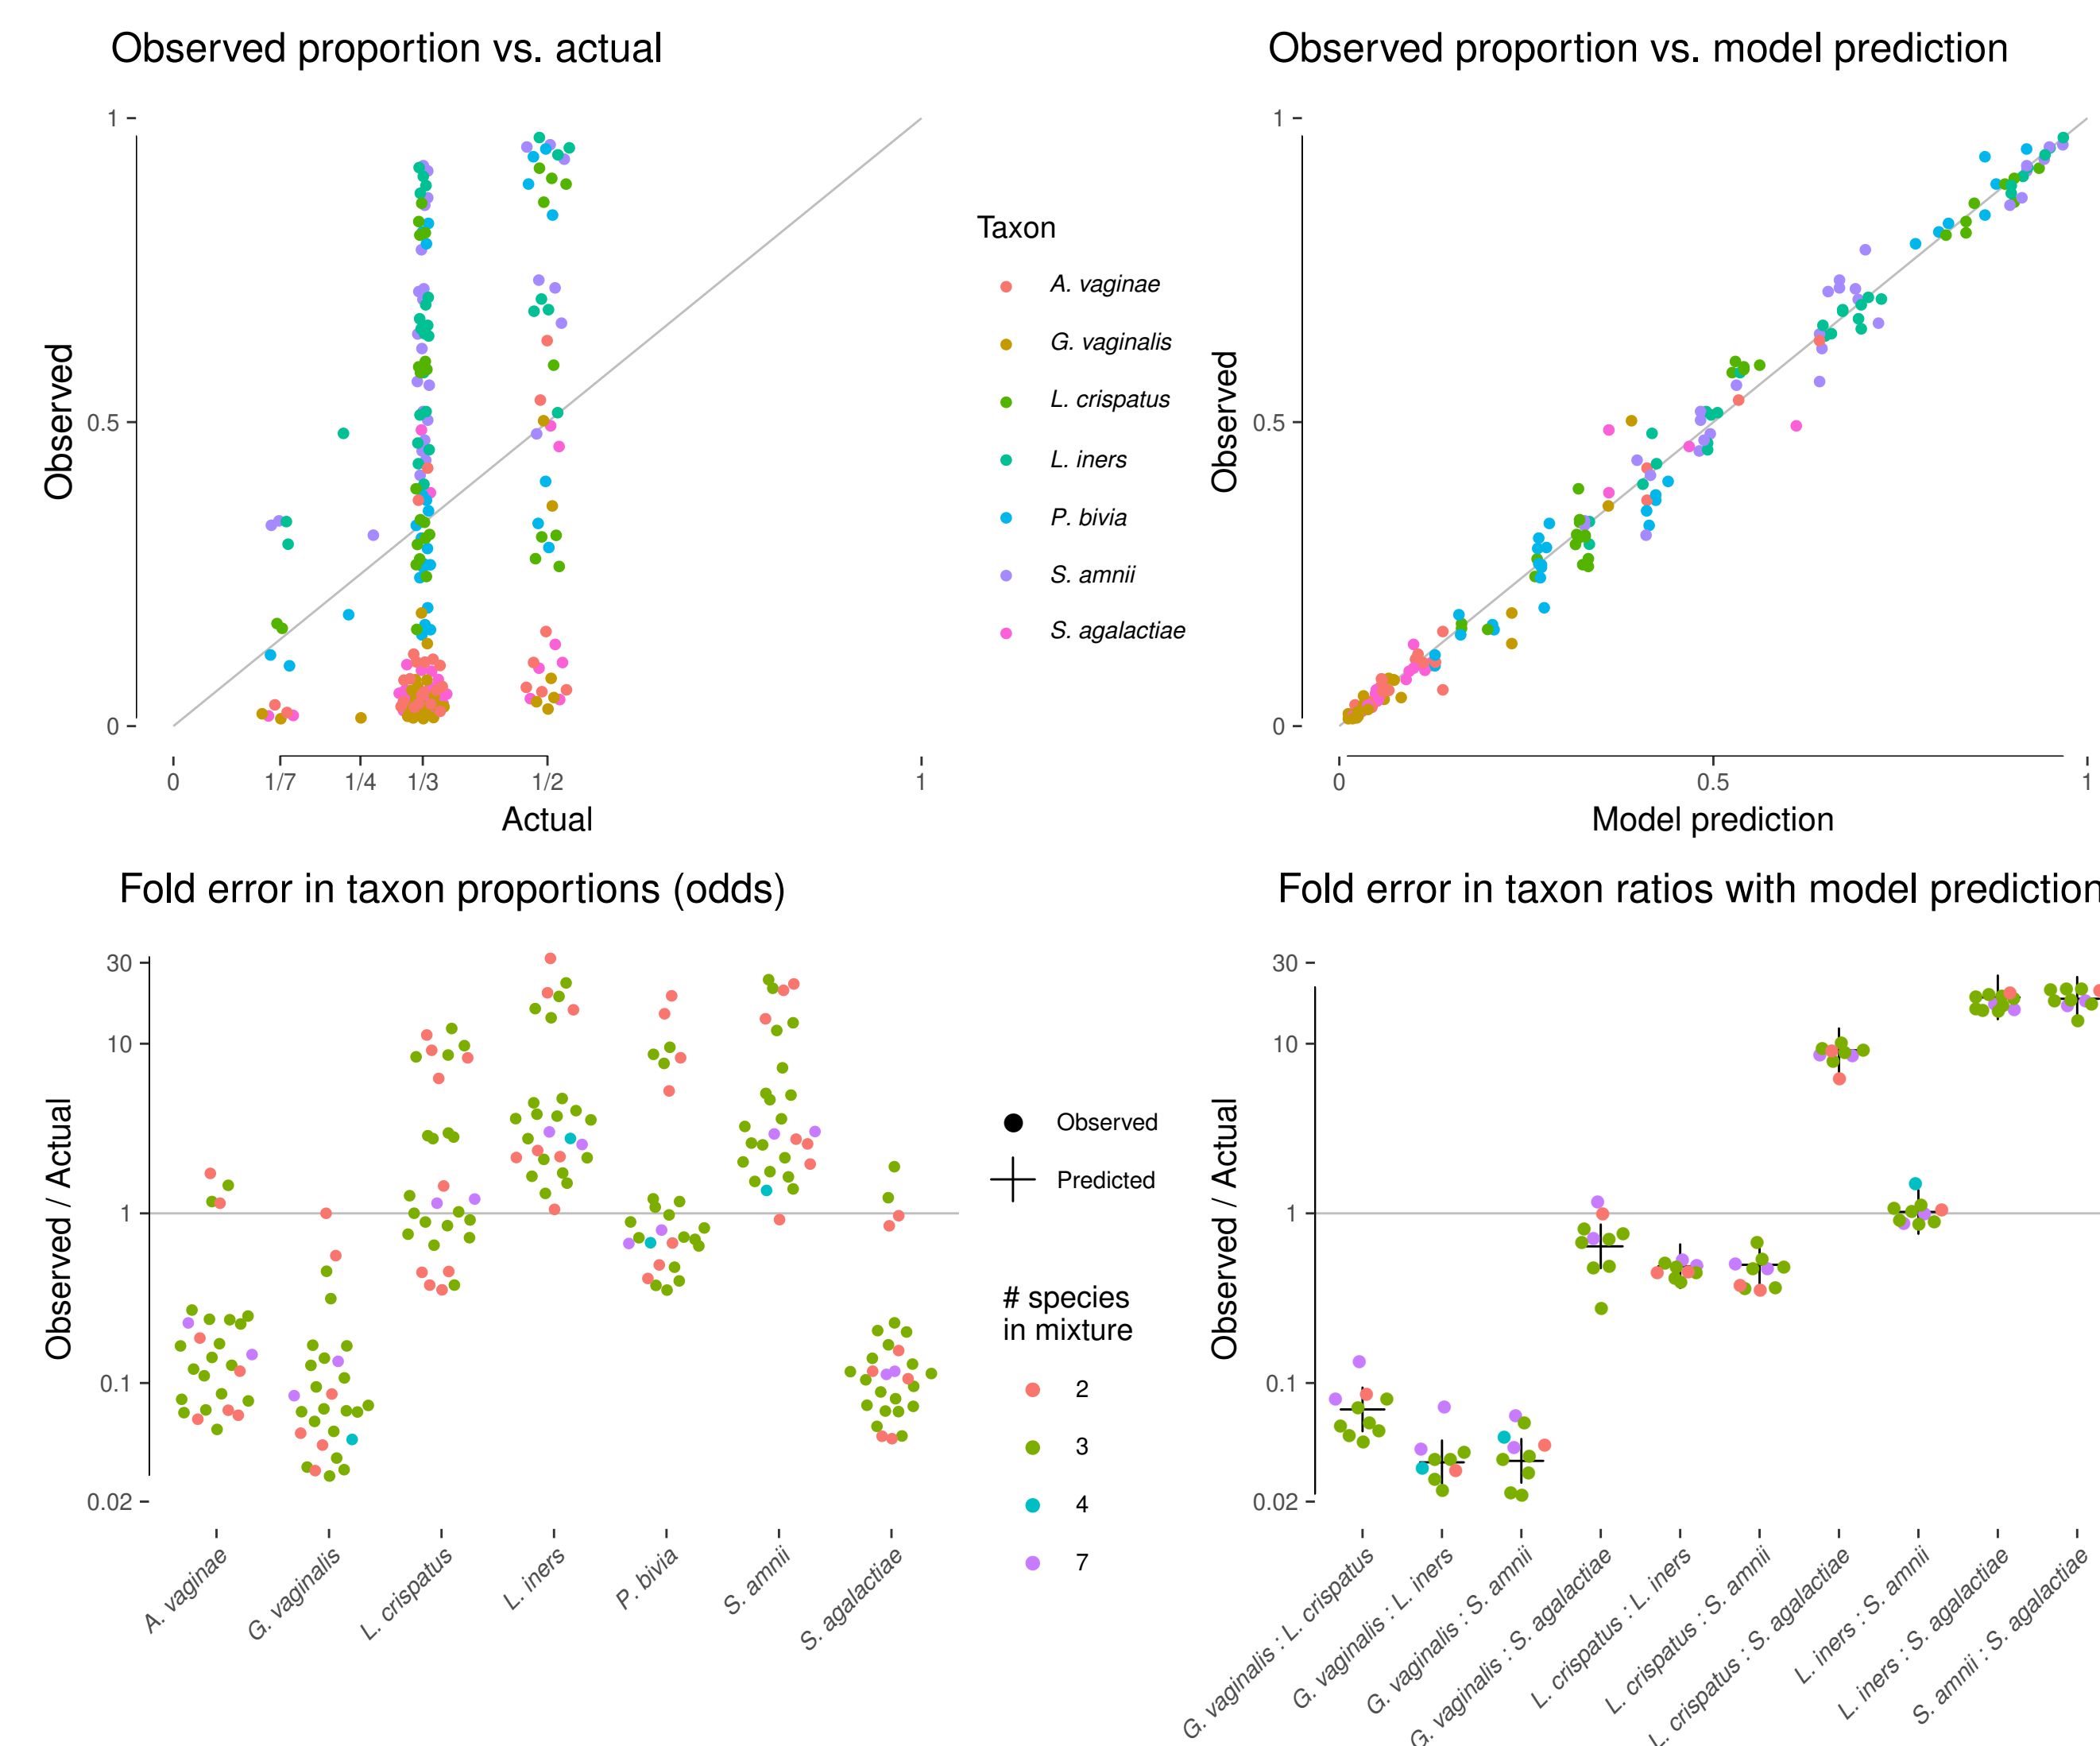 Observed proportion vs. actual
1
0.5
0
Observed
0
1/7
1/4
1/3
1/2
1
Actual
Taxon
A. vaginae
G. vaginalis
L. crispatus
L. iners
P. bivia
S. amnii
S. agalactiae
Observed proportion vs. model prediction
1
0.5
0
Observed
0
0.5
1
Model prediction
Fold error in taxon proportions (odds)
30
10
1
0.1
0.02
Observed / Actual
A. vaginae
G. vaginalis
L. crispatus
L. iners
P. bivia
S. amnii
S. agalactiae
Observed
Predicted
# species
in mixture
2
3
4
7
Fold error in taxon ratios with model prediction
30
10
1
0.1
0.02
Observed / Actual
G. vaginalis : L. crispatus
G. vaginalis : L. iners
G. vaginalis : S. amnii
G. vaginalis : S. agalactiae
L. crispatus : L. iners
L. crispatus : S. amnii
L. crispatus : S. agalactiae
L. iners : S. amnii
L. iners : S. agalactiae
S. amnii : S. agalactiae